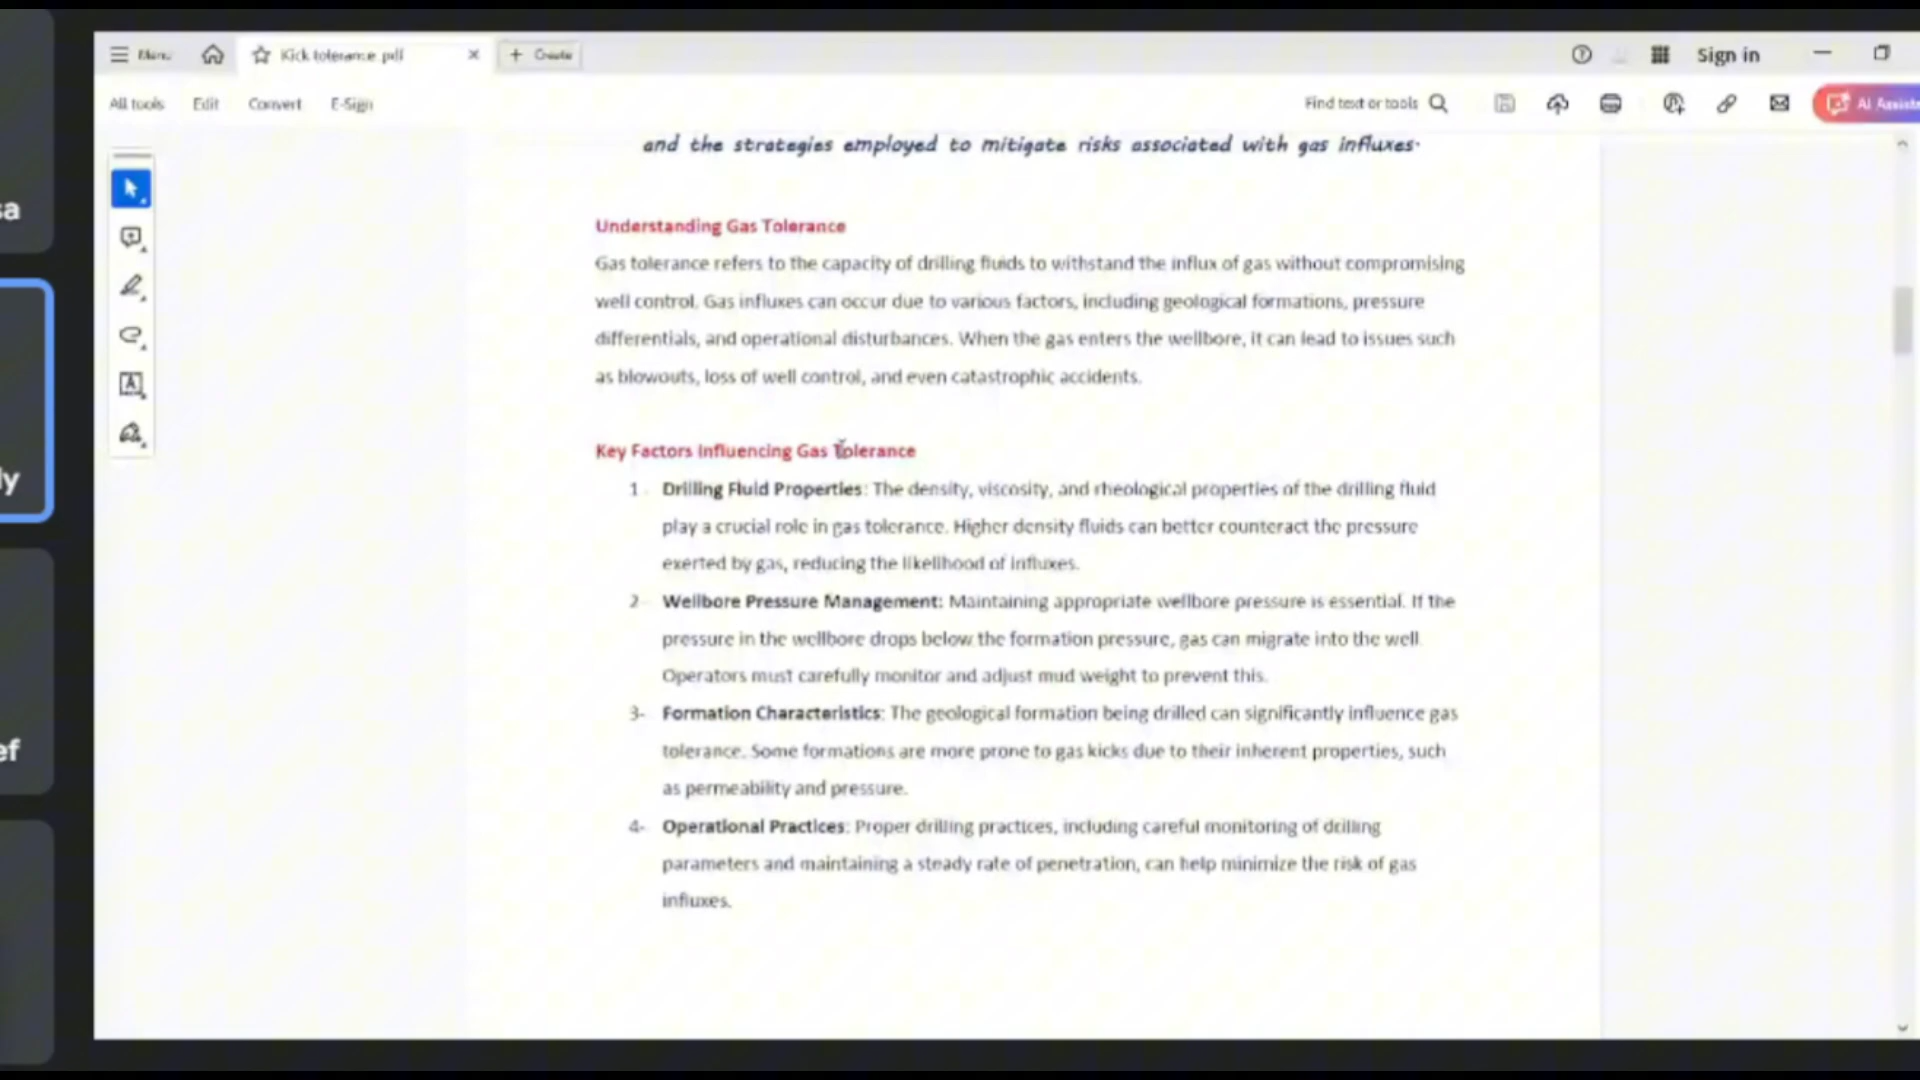 sa
ly
ef
Menu
Kick tolerance.pdf
+ Create
Sign in
All tools
Edit
Convert
E-Sign
Find text or tools
AI Assist
and the strategies employed to mitigate risks associated with gas influxes.
Understanding Gas Tolerance
Gas tolerance refers to the capacity of drilling fluids to withstand the influx of gas without compromising
well control. Gas influxes can occur due to various factors, including geological formations, pressure
differentials, and operational disturbances. When the gas enters the wellbore, it can lead to issues such
as blowouts, loss of well control, and even catastrophic accidents.
Key Factors Influencing Gas Tolerance
1- Drilling Fluid Properties: The density, viscosity, and rheological properties of the drilling fluid
play a crucial role in gas tolerance. Higher density fluids can better counteract the pressure
exerted by gas, reducing the likelihood of influxes.
2- Wellbore Pressure Management: Maintaining appropriate wellbore pressure is essential. If the
pressure in the wellbore drops below the formation pressure, gas can migrate into the well.
Operators must carefully monitor and adjust mud weight to prevent this.
3- Formation Characteristics: The geological formation being drilled can significantly influence gas
tolerance. Some formations are more prone to gas kicks due to their inherent properties, such
as permeability and pressure.
4- Operational Practices: Proper drilling practices, including careful monitoring of drilling
parameters and maintaining a steady rate of penetration, can help minimize the risk of gas
influxes.